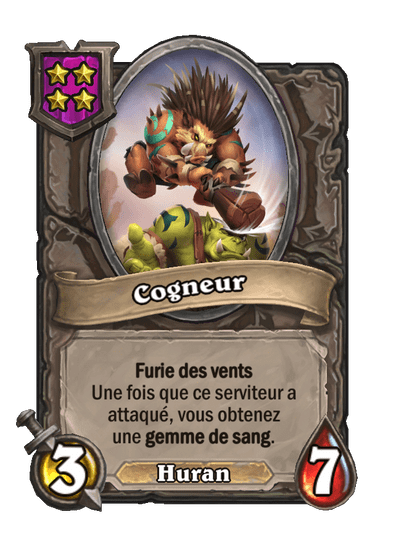 Cogneur
Furie des vents
Une fois que ce serviteur a
attaqué, vous obtenez
une gemme de sang.
3
Huran
7